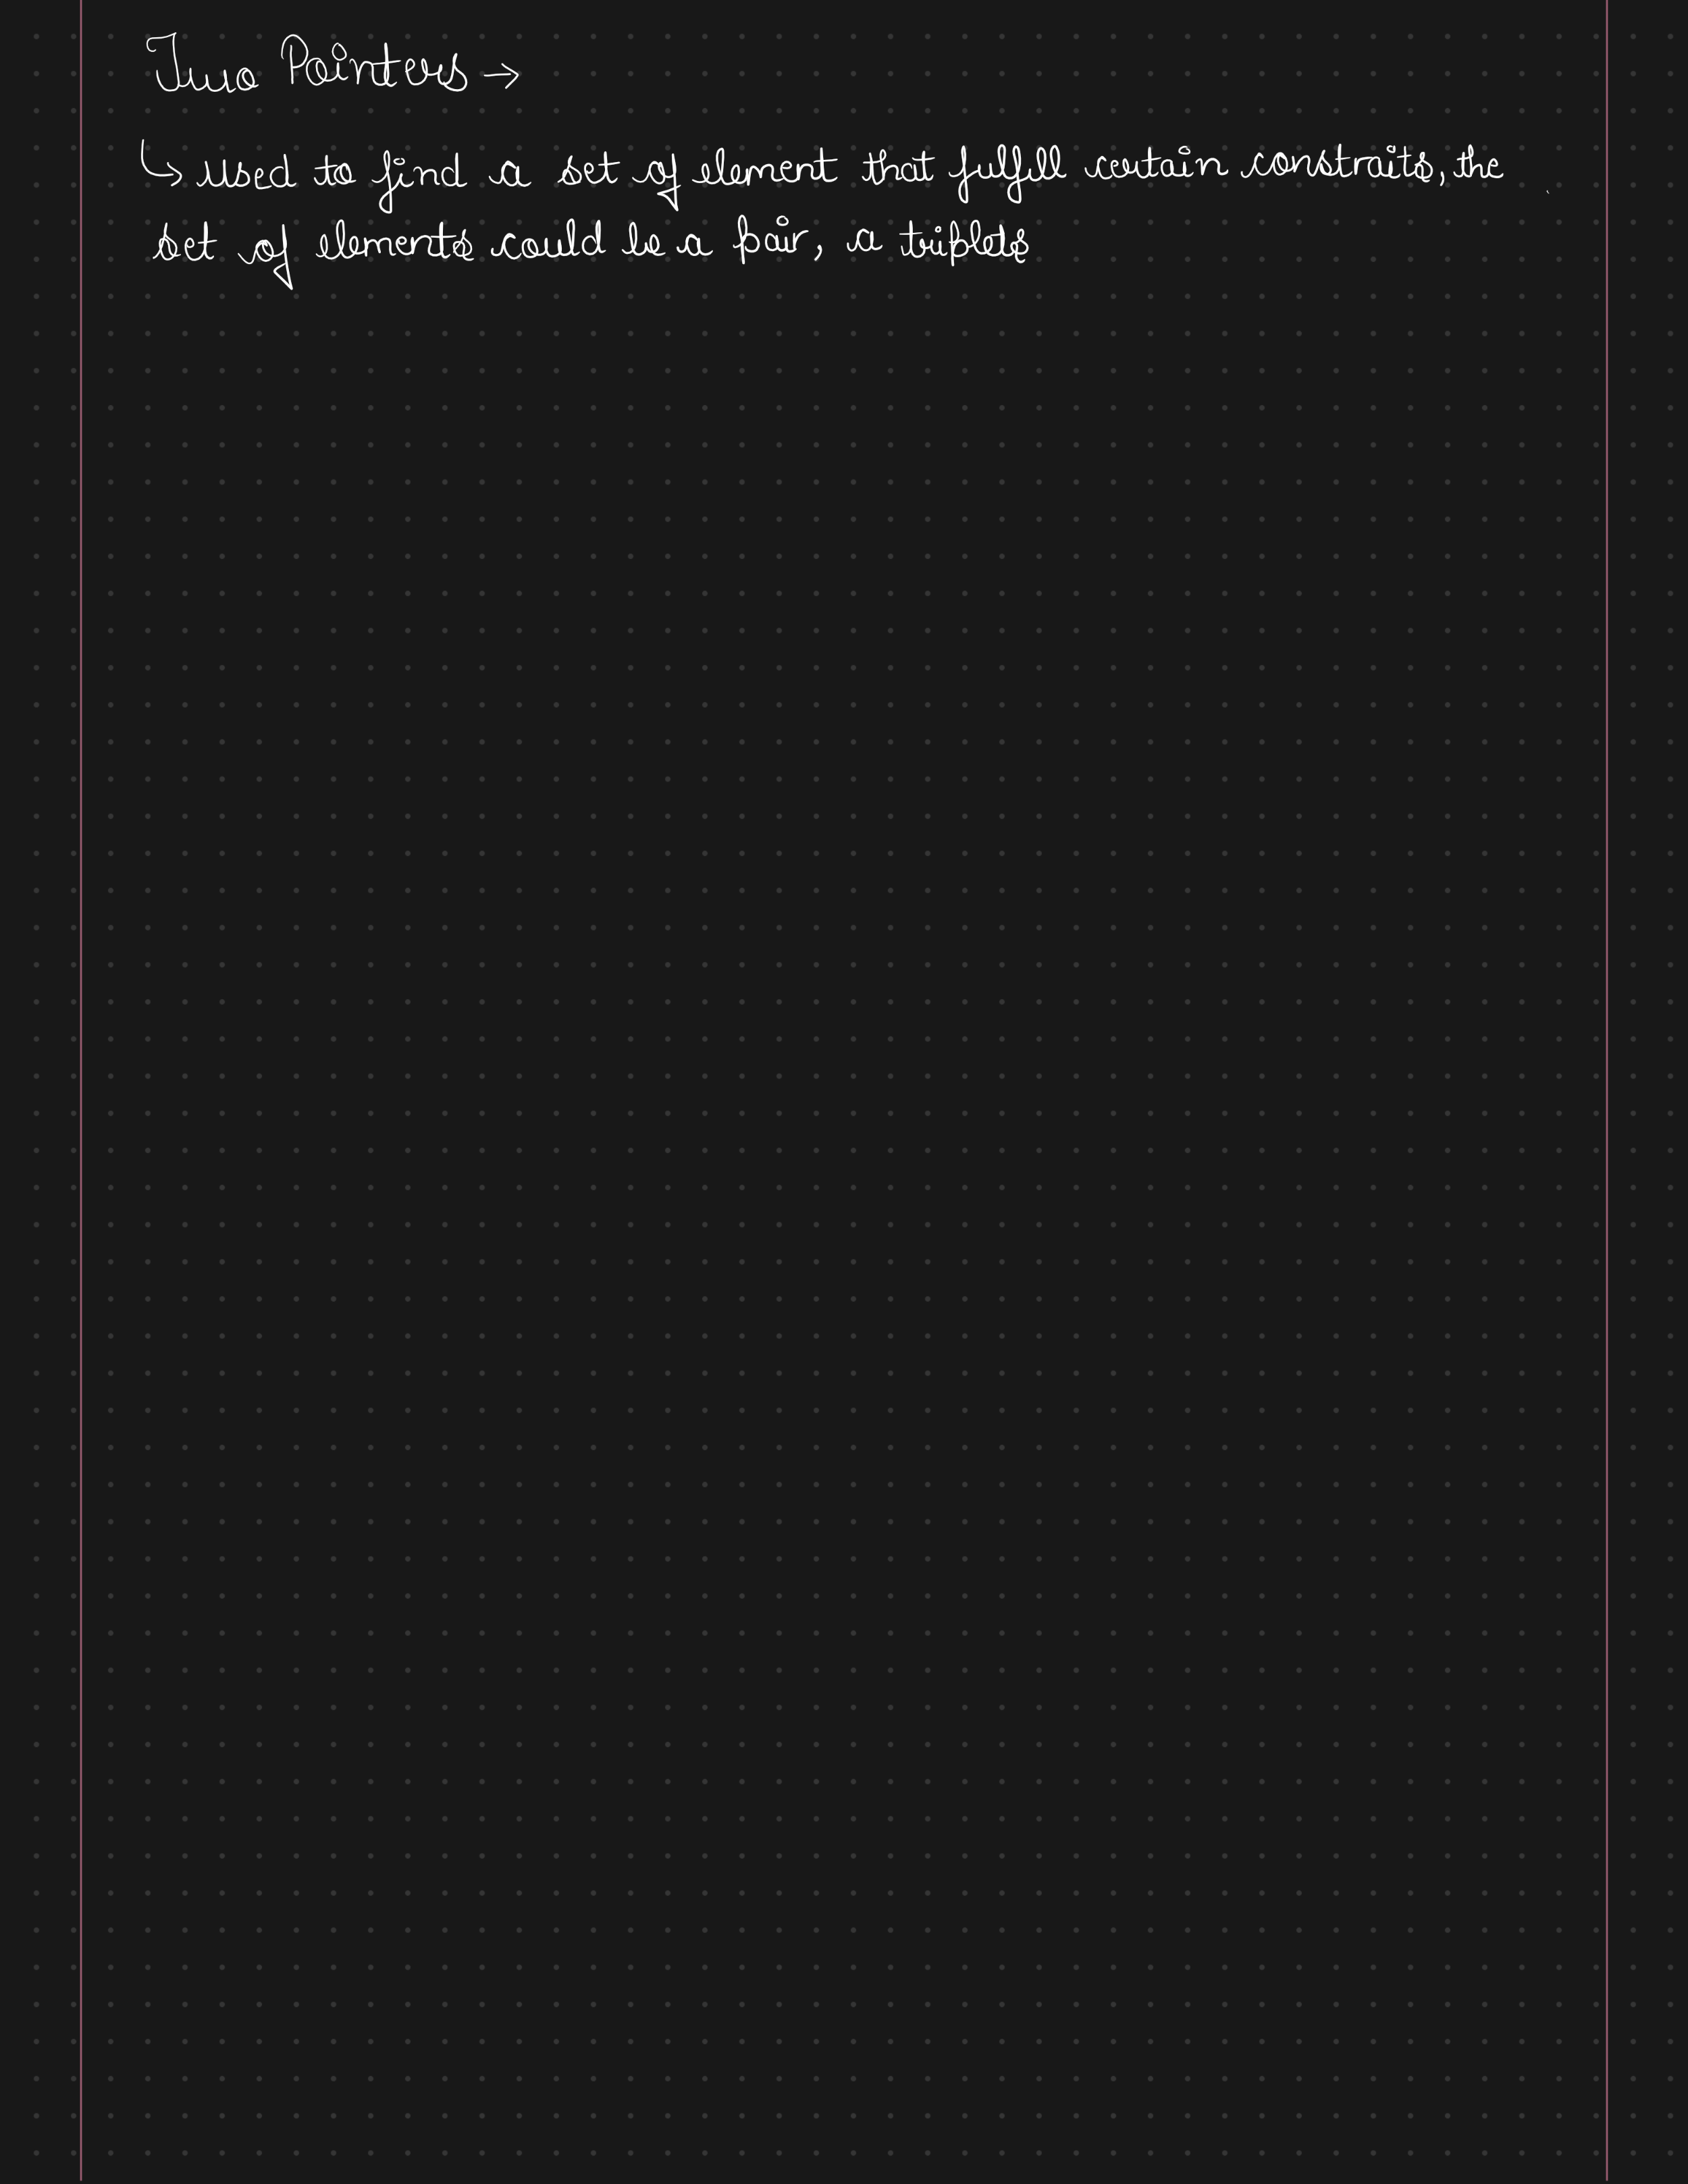 Two Pointers →
↳ Used to find a set of element that fulfill certain constraits, the
set of elements could be a pair, a triplets